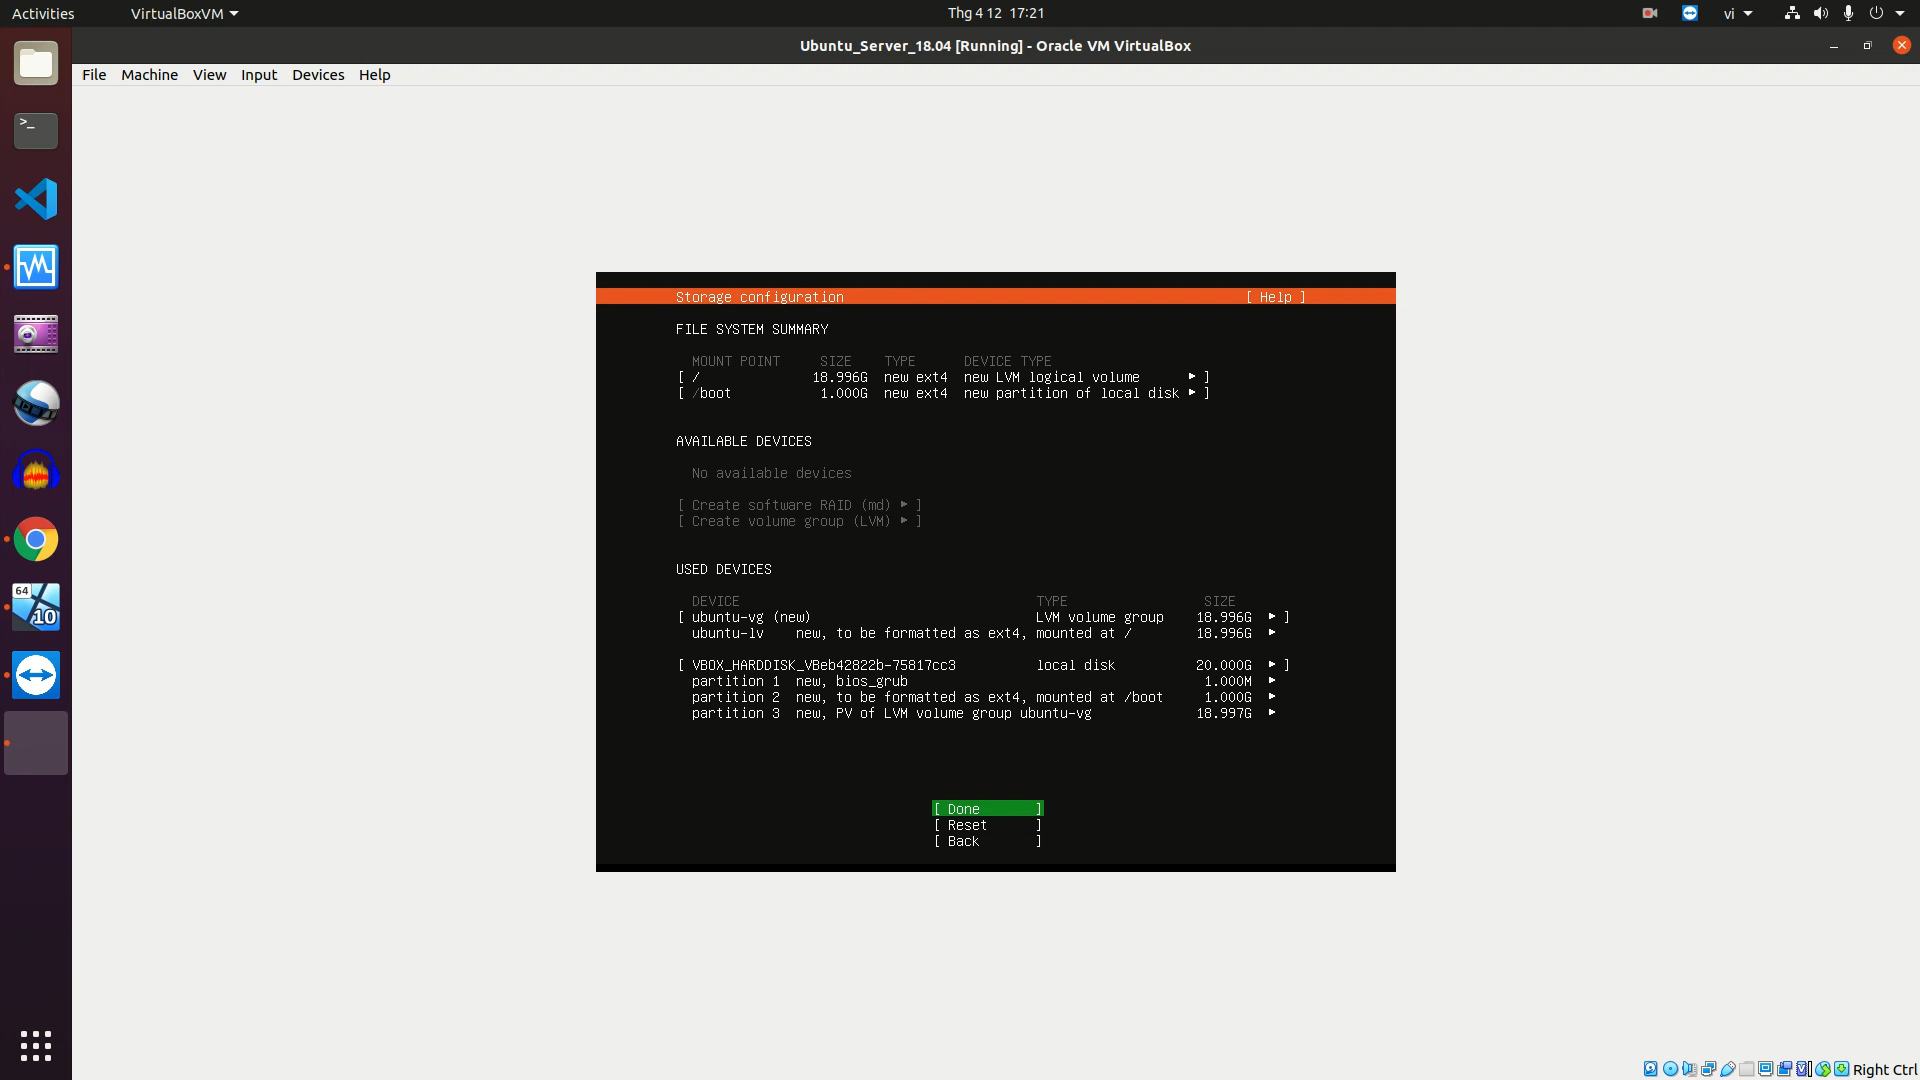 Activities VirtualBoxVM Thg 4 12 17:21 vi
Ubuntu_Server_18.04 [Running] - Oracle VM VirtualBox
File Machine View Input Devices Help
>_
64
10
Storage configuration [ Help ]
FILE SYSTEM SUMMARY
MOUNT POINT SIZE TYPE DEVICE TYPE
[ / 18.996G new ext4 new LVM logical volume ▸ ]
[ /boot 1.000G new ext4 new partition of local disk ▸ ]
AVAILABLE DEVICES
No available devices
[ Create software RAID (md) ▸ ]
[ Create volume group (LVM) ▸ ]
USED DEVICES
DEVICE TYPE SIZE
[ ubuntu-vg (new) LVM volume group 18.996G ▸ ]
ubuntu-lv new, to be formatted as ext4, mounted at / 18.996G ▸
[ VBOX_HARDDISK_VBeb42822b-75817cc3 local disk 20.000G ▸ ]
partition 1 new, bios_grub 1.000M ▸
partition 2 new, to be formatted as ext4, mounted at /boot 1.000G ▸
partition 3 new, PV of LVM volume group ubuntu-vg 18.997G ▸
[ Done ]
[ Reset ]
[ Back ]
Right Ctrl